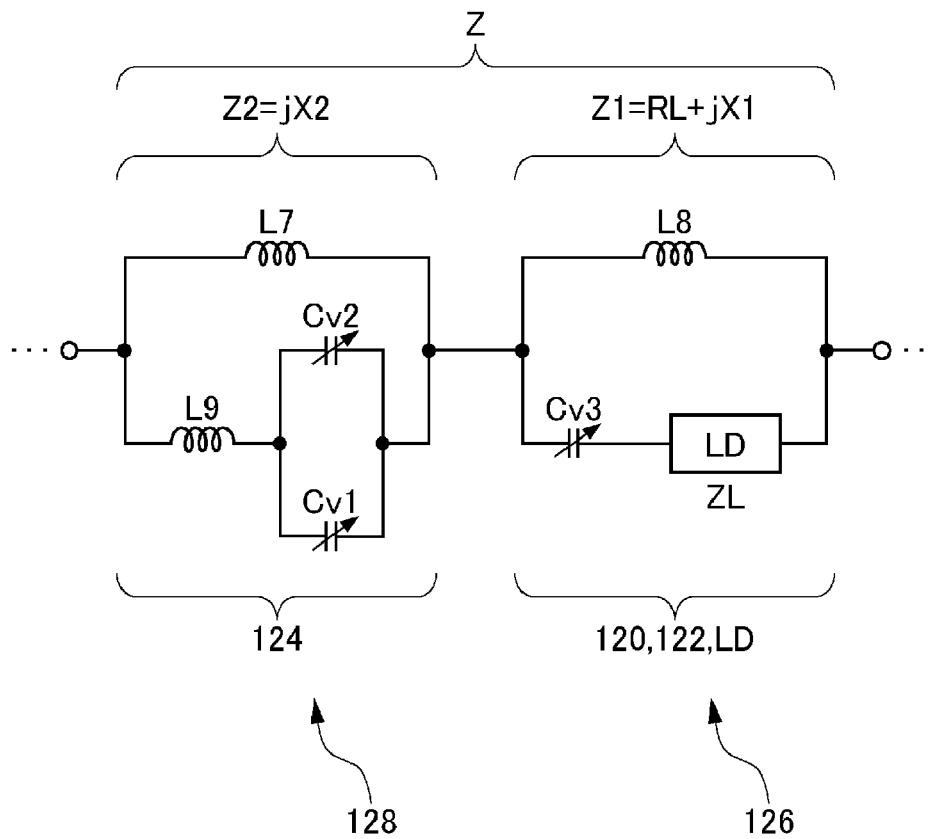 Z
Z2=jX2
Z1=RL+jX1
L7
L8
Cv2
...
...
L9
Cv3
LD
ZL
Cv1
124
120,122,LD
128
126